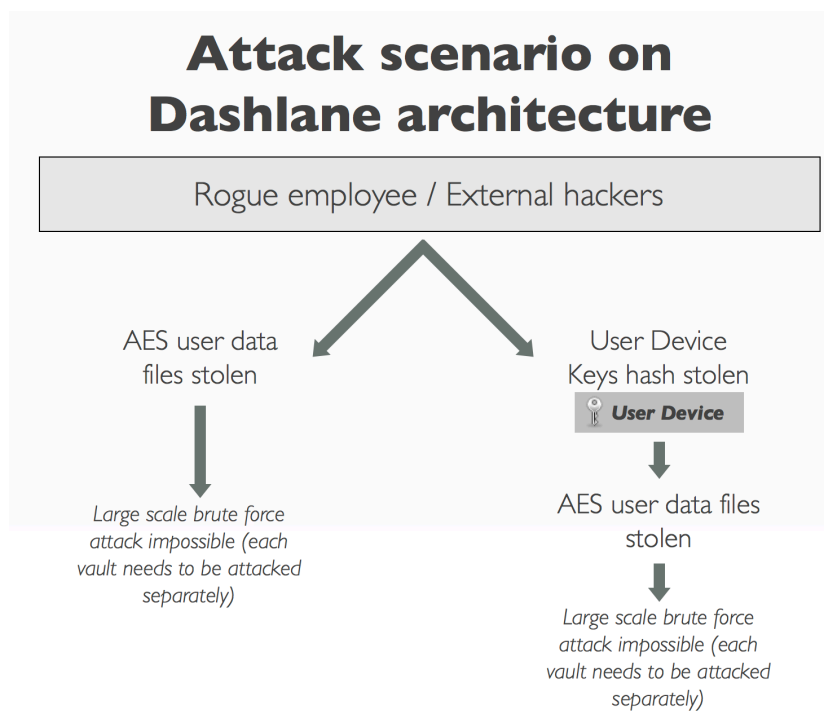 Attack scenario on
Dashlane architecture
Rogue employee / External hackers
AES user data
files stolen
Large scale brute force
attack impossible (each
vault needs to be attacked
separately)
User Device
Keys hash stolen
User Device
AES user data files
stolen
Large scale brute force
attack impossible (each
vault needs to be attacked
separately)